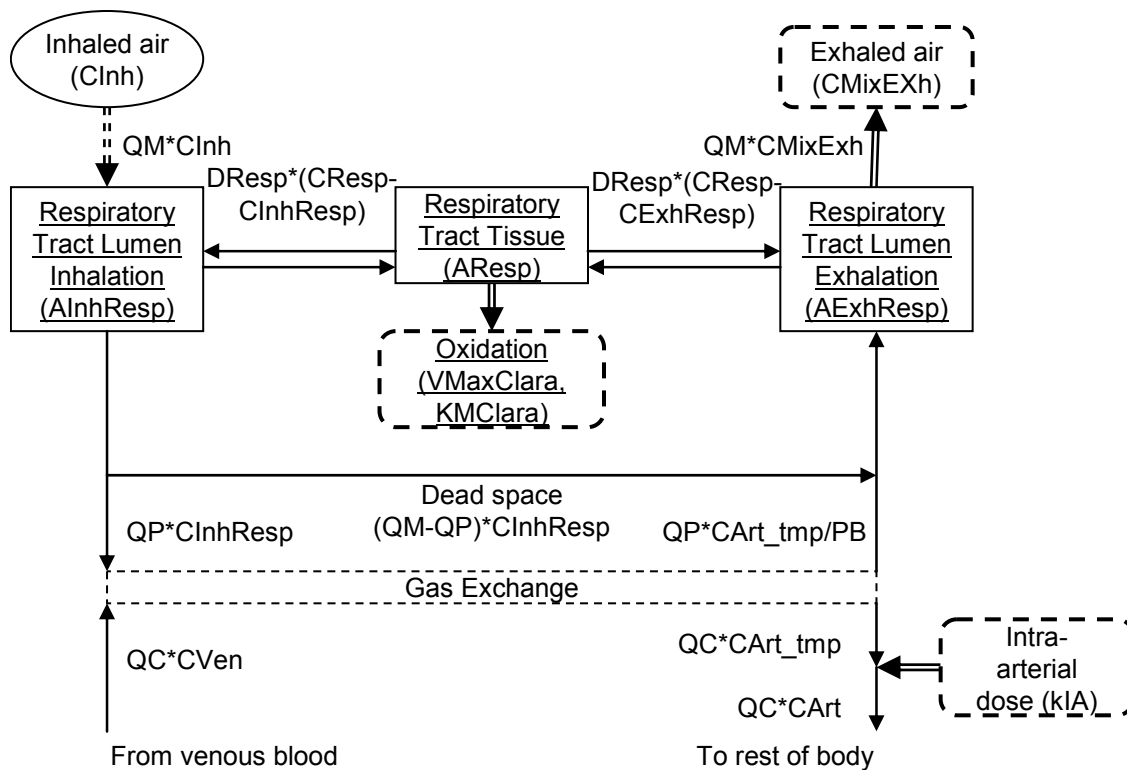 Inhaled air
(CInh)
Exhaled air
(CMixEXh)
QM*CInh
QM*CMixExh
DResp*(CResp-
CInhResp)
DResp*(CResp-
CExhResp)
Respiratory
Tract Lumen
Inhalation
(AInhResp)
Respiratory
Tract Tissue
(AResp)
Respiratory
Tract Lumen
Exhalation
(AExhResp)
Oxidation
(VMaxClara,
KMClara)
Dead space
(QM-QP)*CInhResp
QP*CInhResp
QP*CArt_tmp/PB
Gas Exchange
QC*CVen
QC*CArt_tmp
Intra-
arterial
dose (kIA)
QC*CArt
From venous blood
To rest of body